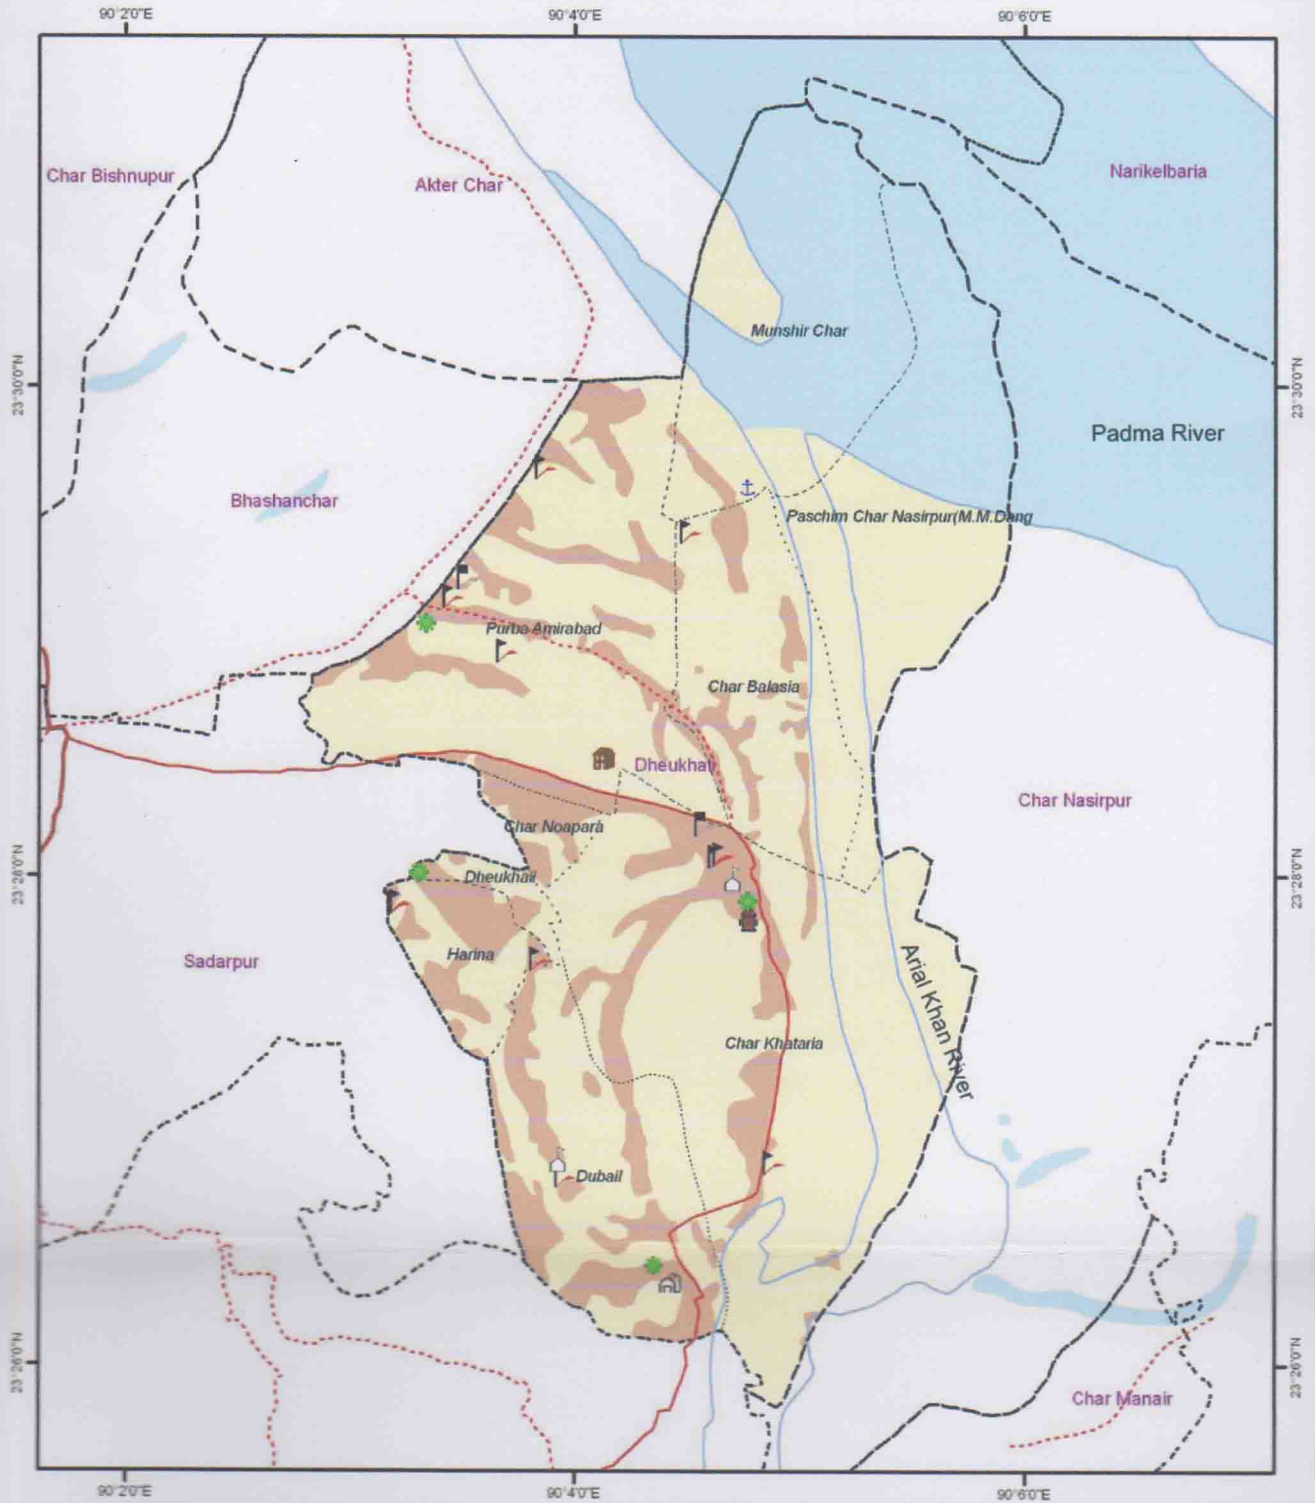 90°2'0"E
90°4'0"E
90°6'0"E
Char Bishnupur
Akter Char
Narikelbaria
Munshir Char
23°30'0"N
23°30'0"N
Padma River
Bhashanchar
Paschim Char Nasirpur(M.M.Dang
Purba Amirabad
Char Balasia
Dheukhali
Char Nasirpur
Char Noapara
23°28'0"N
Dheukhali
23°28'0"N
Harina
Sadarpur
Arial Khan River
Char Khataria
Dubail
23°26'0"N
23°26'0"N
Char Manair
90°2'0"E
90°4'0"E
90°6'0"E